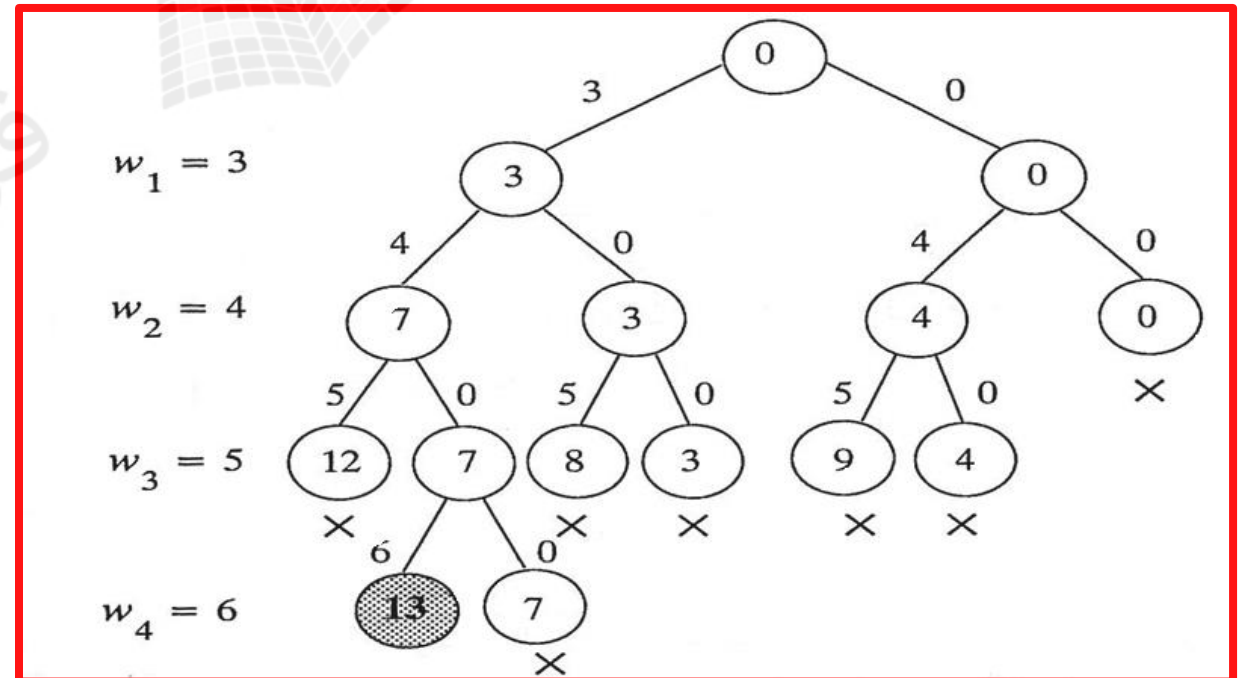 0
3 0
w1 = 3 3 0
4 0 4 0
w2 = 4 7 3 4 0
5 0 5 0 5 0 ×
w3 = 5 12 7 8 3 9 4
× × × × ×
6 0
w4 = 6 13 7
×